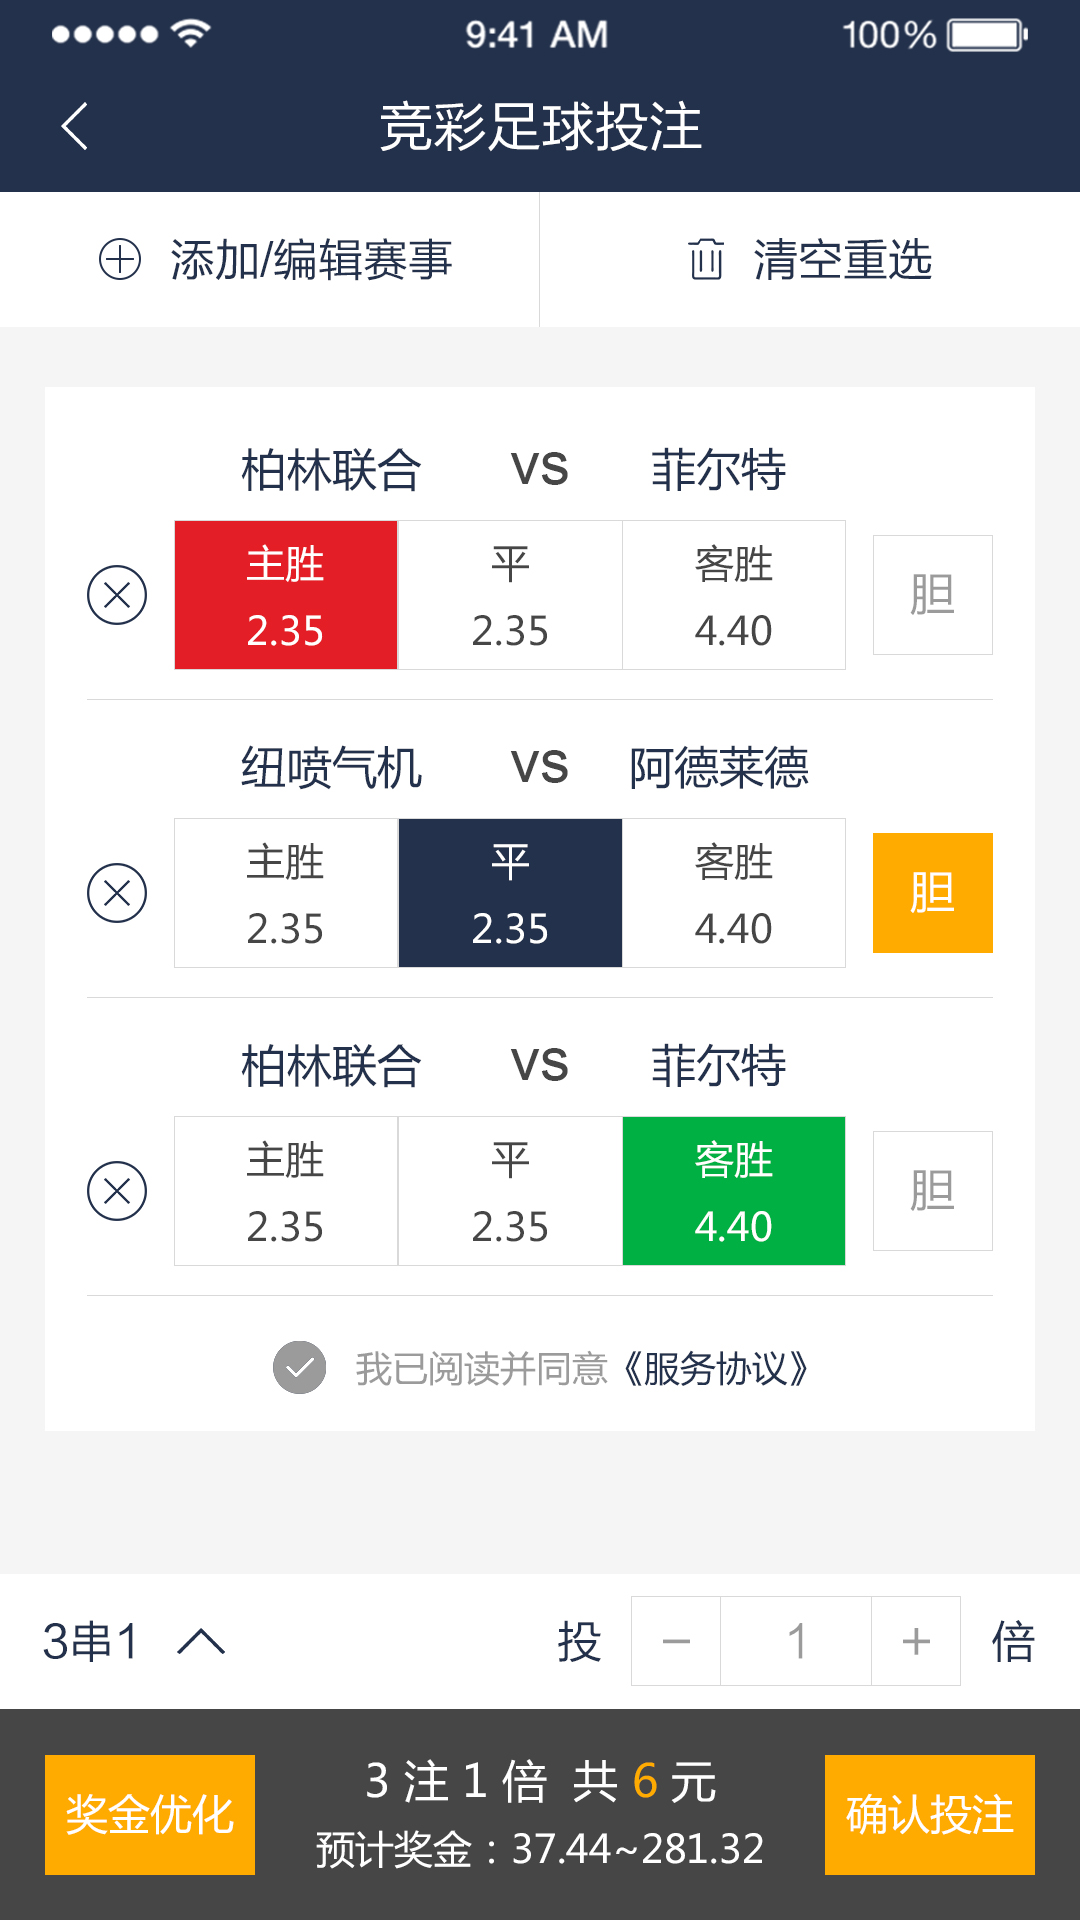 9:41 AM 100%
竞彩足球投注
添加/编辑赛事 清空重选
柏林联合 VS 菲尔特
主胜 平 客胜 胆
2.35 2.35 4.40
纽喷气机 VS 阿德莱德
主胜 平 客胜 胆
2.35 2.35 4.40
柏林联合 VS 菲尔特
主胜 平 客胜 胆
2.35 2.35 4.40
我已阅读并同意《服务协议》
3串1 投 − 1 + 倍
奖金优化 3 注 1 倍 共 6 元 确认投注
预计奖金：37.44~281.32